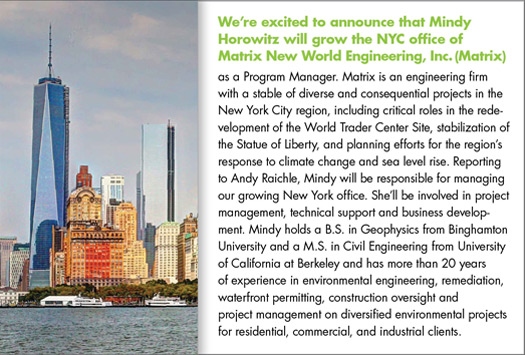 We're excited to announce that Mindy
Horowitz will grow the NYC office of
Matrix New World Engineering, Inc. (Matrix)
as a Program Manager. Matrix is an engineering firm
with a stable of diverse and consequential projects in the
New York City region, including critical roles in the rede-
velopment of the World Trader Center Site, stabilization of
the Statue of Liberty, and planning efforts for the region's
response to climate change and sea level rise. Reporting
to Andy Raichle, Mindy will be responsible for managing
our growing New York office. She'll be involved in project
management, technical support and business develop-
ment. Mindy holds a B.S. in Geophysics from Binghamton
University and a M.S. in Civil Engineering from University
of California at Berkeley and has more than 20 years
of experience in environmental engineering, remediation,
waterfront permitting, construction oversight and
project management on diversified environmental projects
for residential, commercial, and industrial clients.